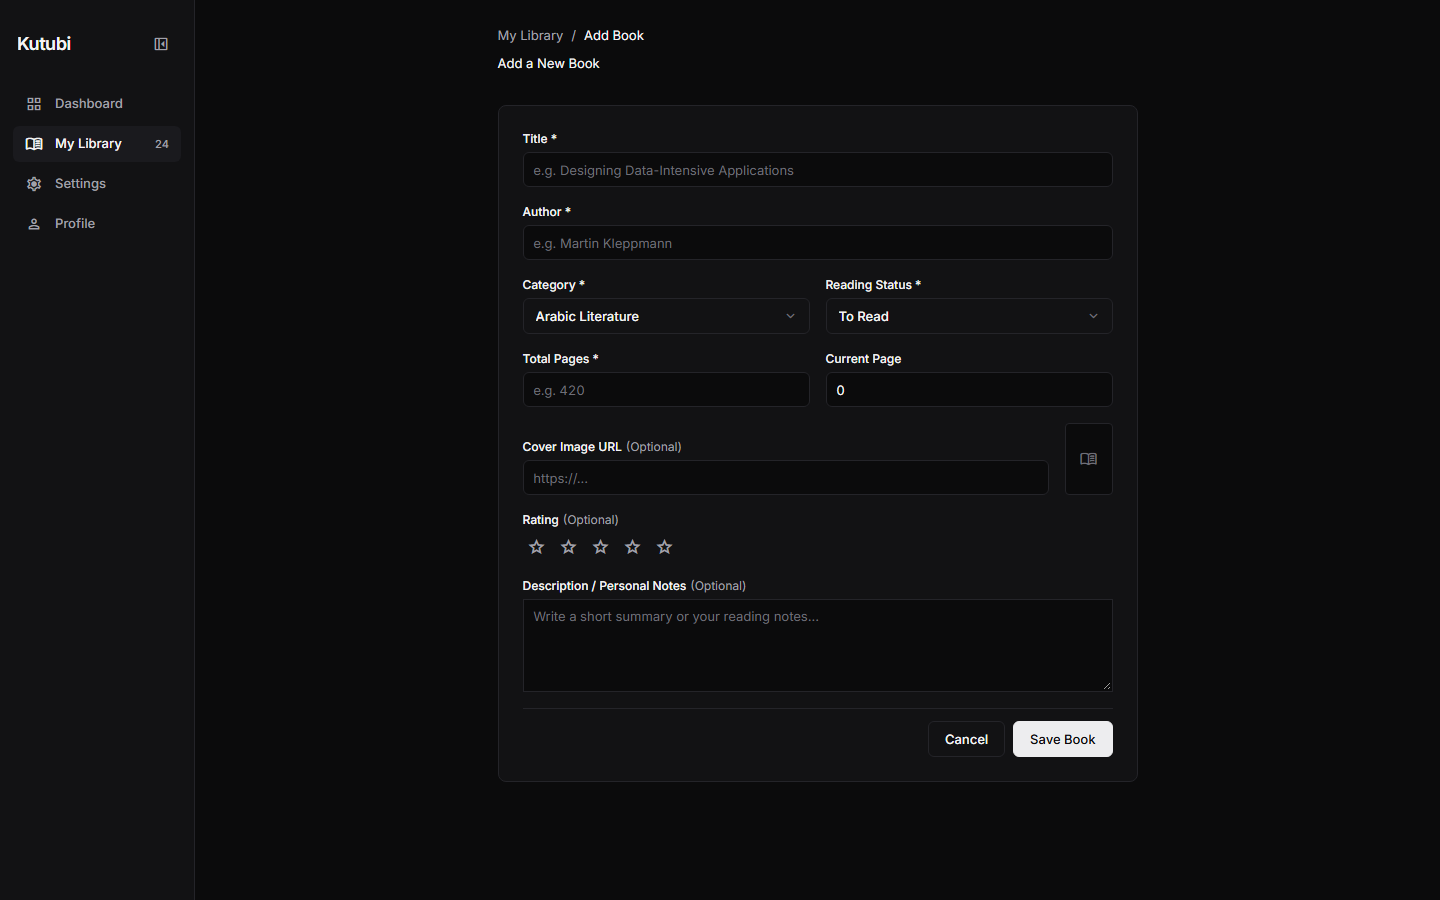 Kutubi
Dashboard
My Library 24
Settings
Profile
My Library / Add Book
Add a New Book
Title *
e.g. Designing Data-Intensive Applications
Author *
e.g. Martin Kleppmann
Category * Reading Status *
Arabic Literature To Read
Total Pages * Current Page
e.g. 420 0
Cover Image URL (Optional)
https://...
Rating (Optional)
Description / Personal Notes (Optional)
Write a short summary or your reading notes...
Cancel Save Book